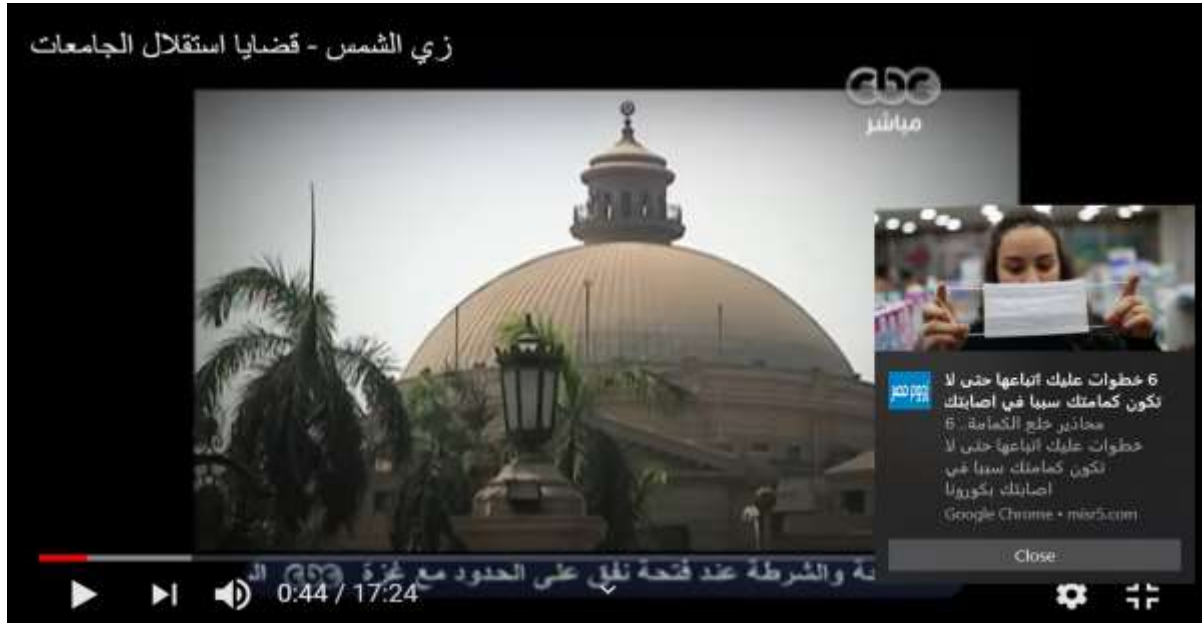 زي الشمس - قضايا استقلال الجامعات
CBC
مباشر
6 خطوات عليك اتباعها حتى لا
تكون كمامتك سببا في اصابتك
محاذير خلع الكمامة.. 6
خطوات عليك اتباعها حتى لا
تكون كمامتك سببا في
اصابتك بكورونا
Google Chrome • misr5.com
Close
والشرطة عند فتحة نفق على الحدود مع غزة CBC
0:44 / 17:24